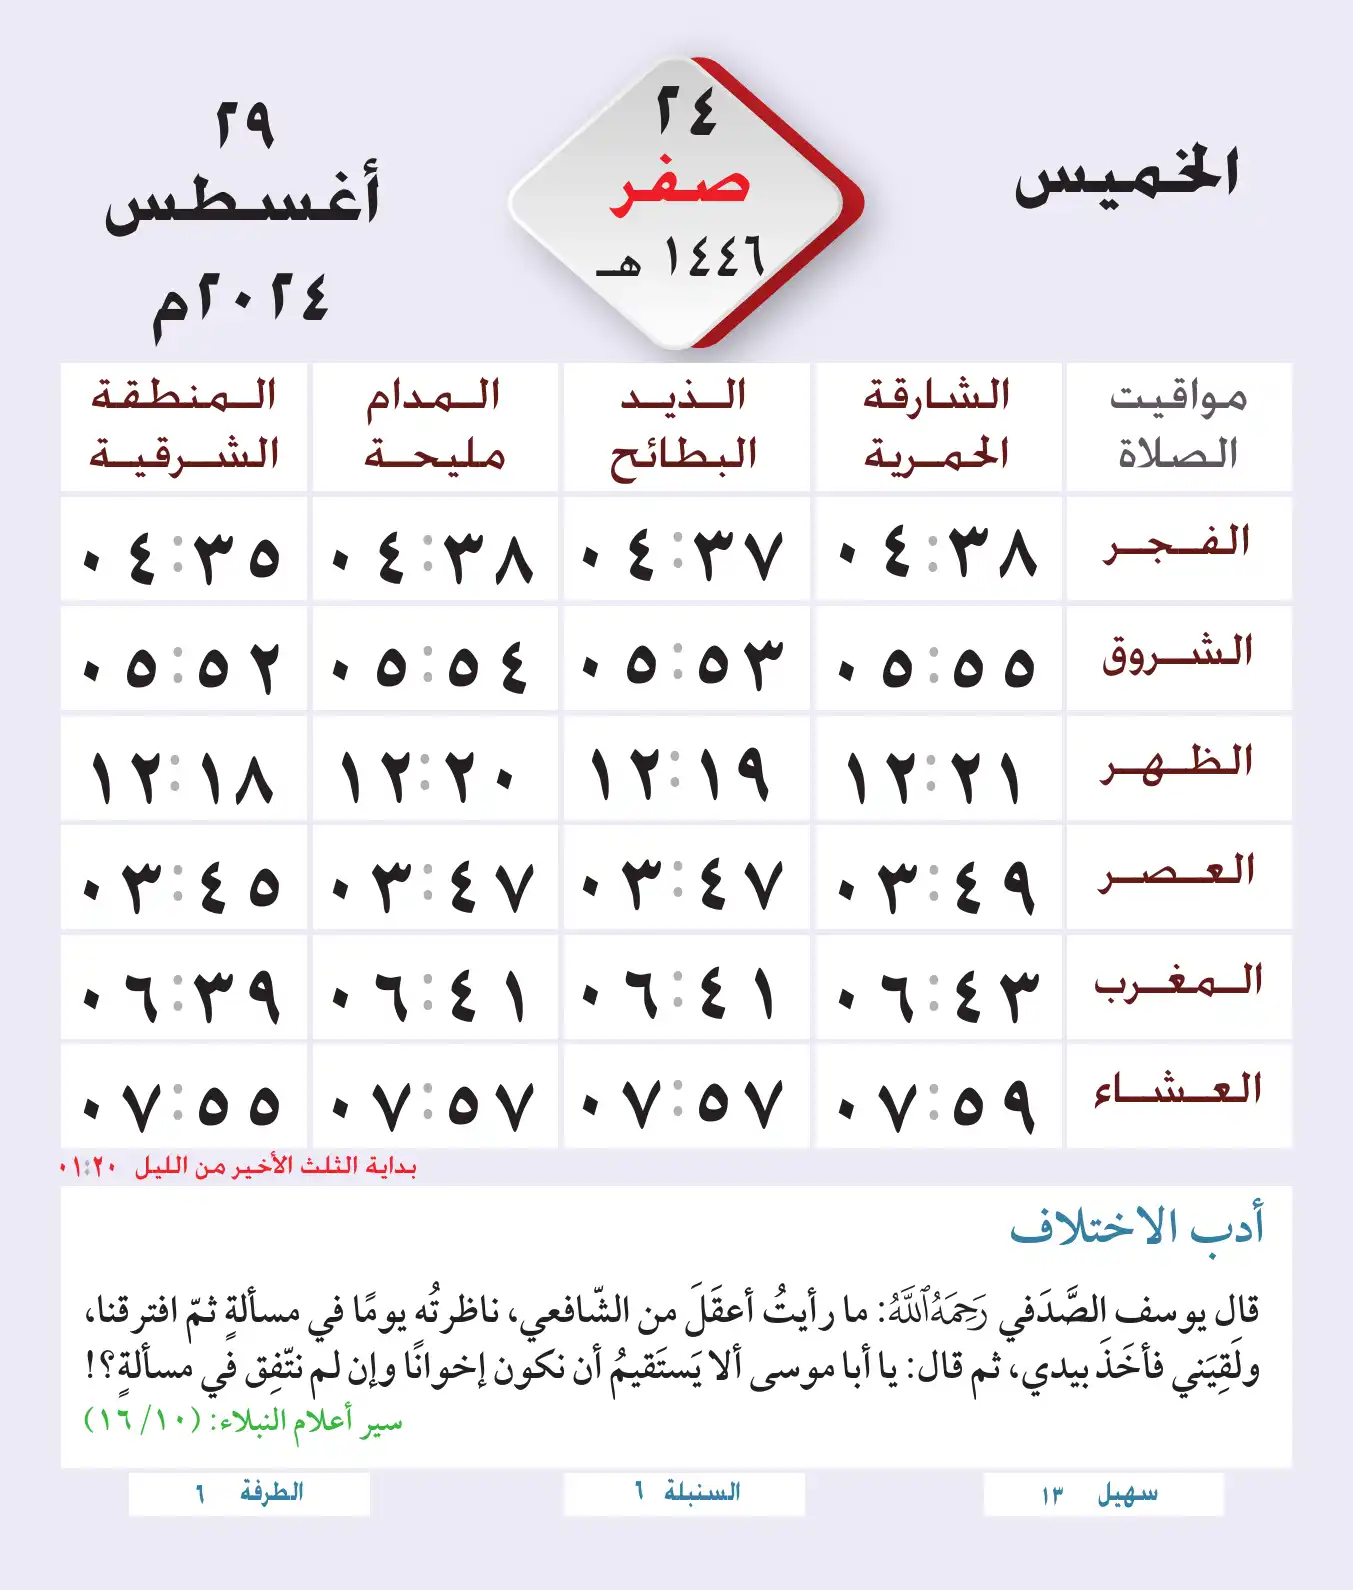 الخميس
٢٤
صفر
١٤٤٦ هـ
٢٩
أغسطس
٢٠٢٤م
مواقيت الصلاة الشارقة الحمرية الذيد البطائح المدام مليحة المنطقة الشرقية
الفجر ٠٤:٣٨ ٠٤:٣٧ ٠٤:٣٨ ٠٤:٣٥
الشروق ٠٥:٥٥ ٠٥:٥٣ ٠٥:٥٤ ٠٥:٥٢
الظهر ١٢:٢١ ١٢:١٩ ١٢:٢٠ ١٢:١٨
العصر ٠٣:٤٩ ٠٣:٤٧ ٠٣:٤٧ ٠٣:٤٥
المغرب ٠٦:٤٣ ٠٦:٤١ ٠٦:٤١ ٠٦:٣٩
العشاء ٠٧:٥٩ ٠٧:٥٧ ٠٧:٥٧ ٠٧:٥٥
بداية الثلث الأخير من الليل ٠١:٢٠
أدب الاختلاف
قال يوسف الصَّدَفي رَحِمَهُ ٱللَّهُ: ما رأيتُ أعقَلَ من الشّافعي، ناظرتُه يومًا في مسألةٍ ثمّ افترقنا،
ولَقِيَني فأخَذَ بيدي، ثم قال: يا أبا موسى ألا يَستَقيمُ أن نكون إخوانًا وإن لم نتّفِق في مسألةٍ؟!
سير أعلام النبلاء: (١٠/ ١٦)
سهيل ١٣
السنبلة ٦
الطرفة ٦